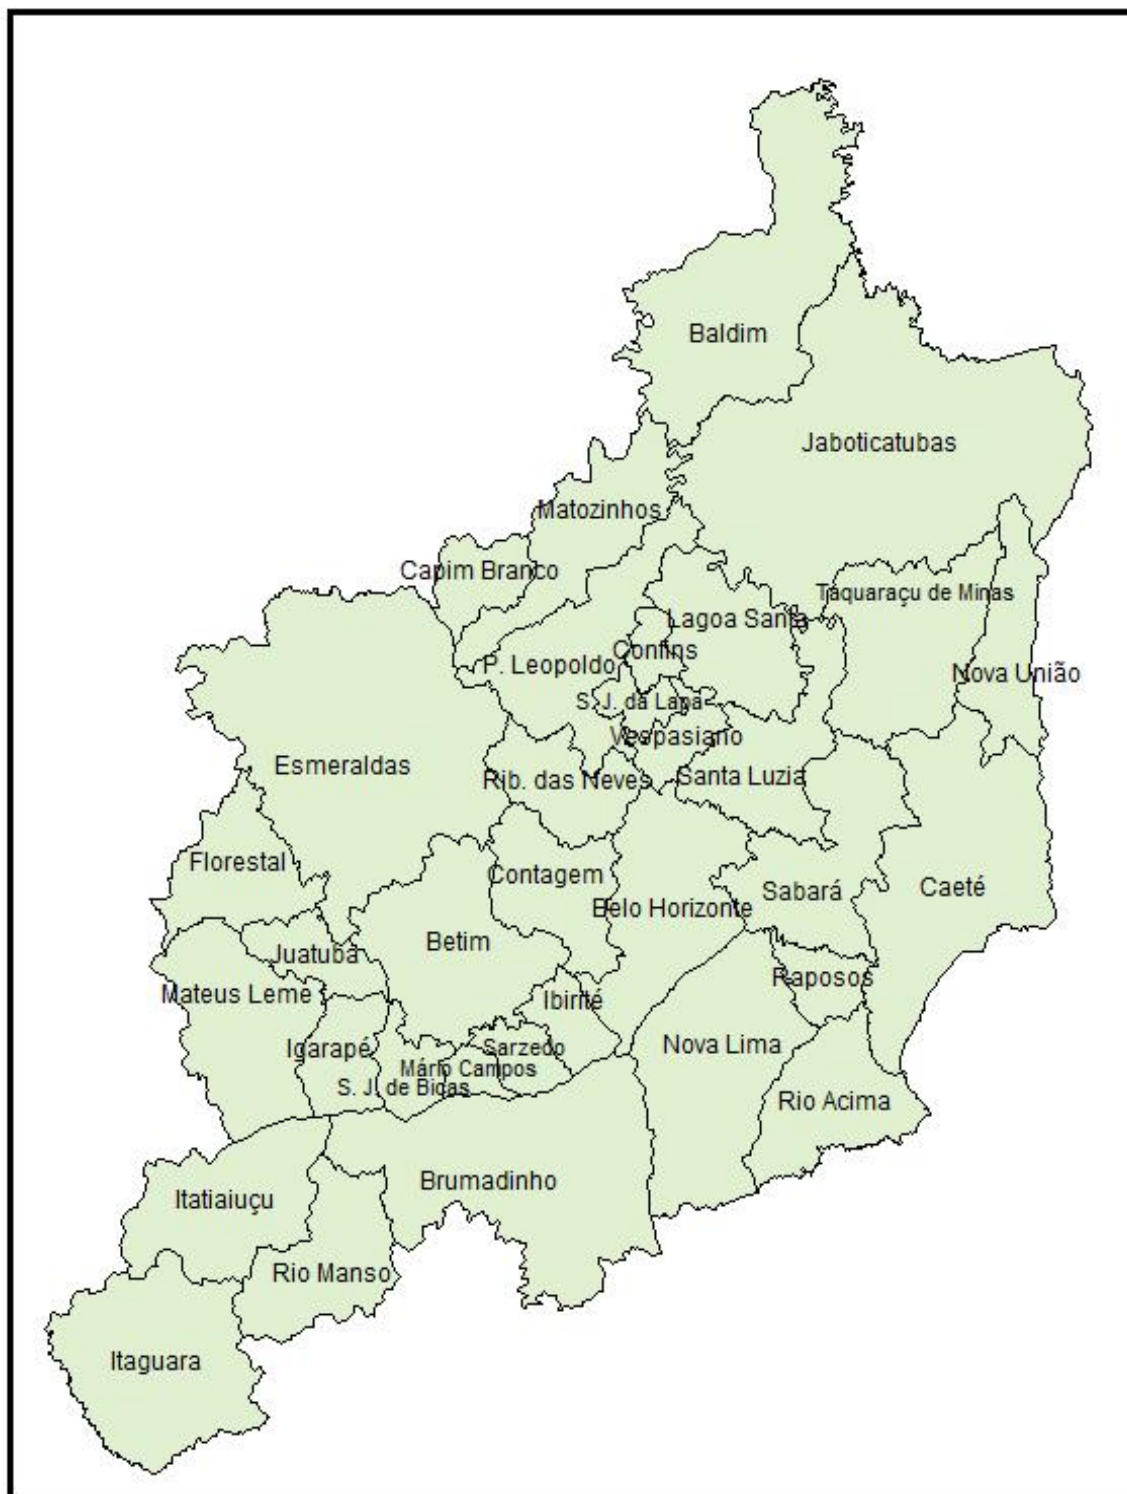 Baldim
Jaboticatubas
Matozinhos
Capim Branco
Taquaraçu de Minas
Lagoa Santa
Confins
P. Leopoldo
Nova União
S. J. da Lapa
Vespasiano
Esmeraldas
Rib. das Neves
Santa Luzia
Florestal
Contagem
Sabará
Caeté
Belo Horizonte
Betim
Juatuba
Raposos
Mateus Leme
Ibirité
Igarapé
Sarzedo
Nova Lima
Mário Campos
S. J. de Bicas
Rio Acima
Brumadinho
Itatiaiuçu
Rio Manso
Itaguara